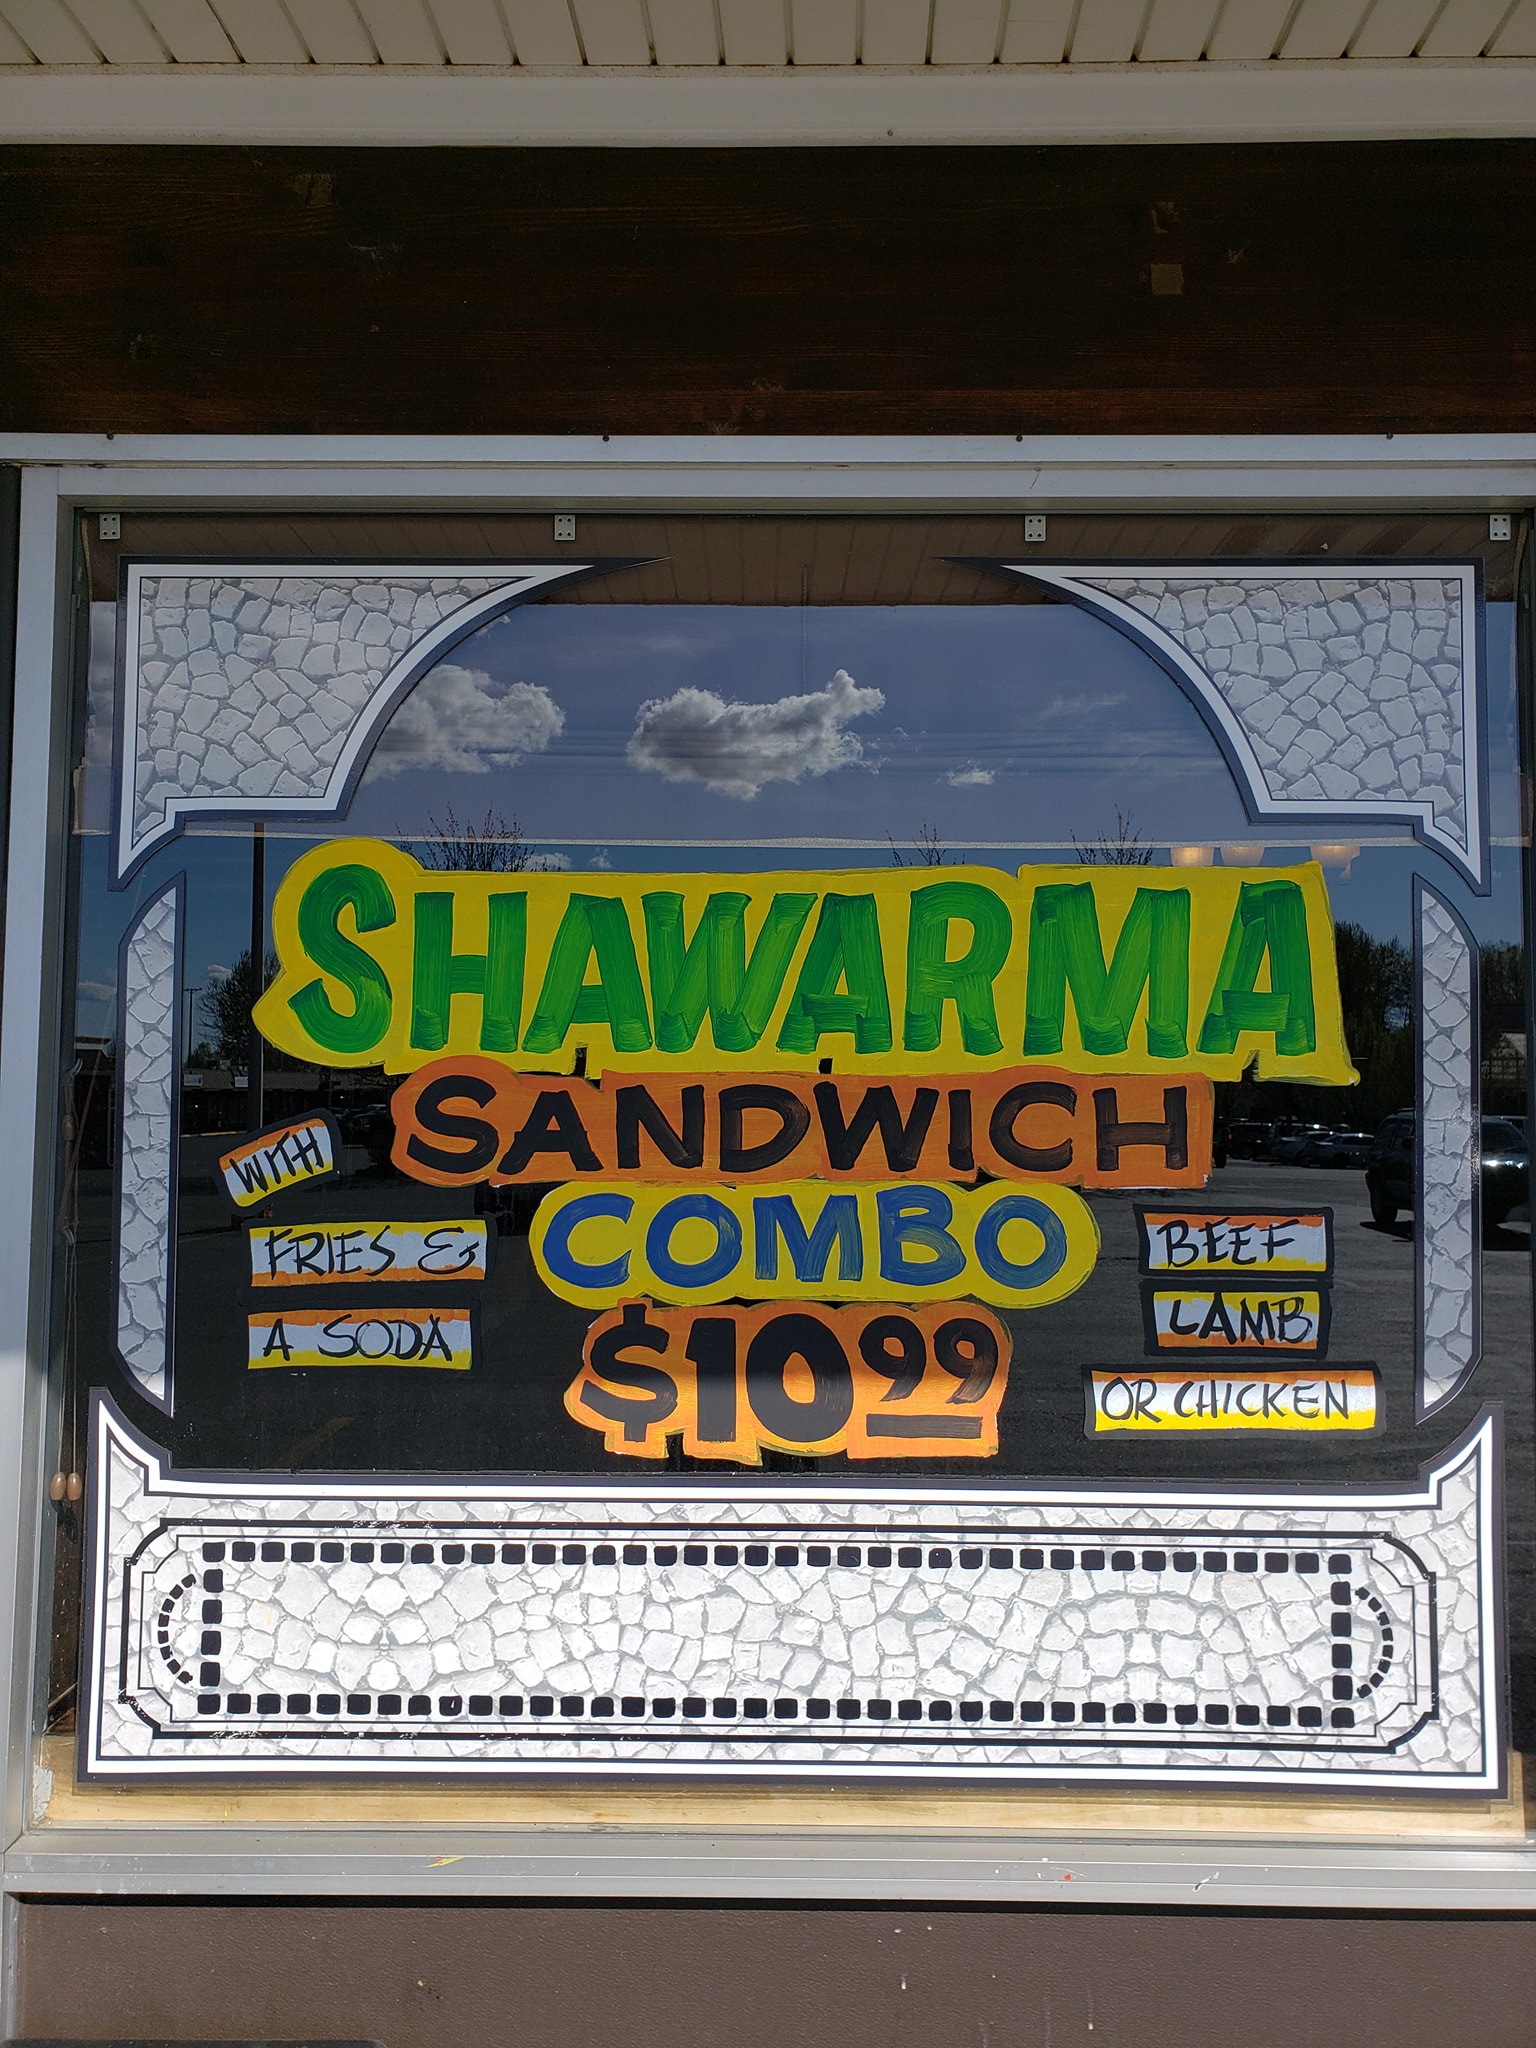 SHAWARMA
SANDWICH
COMBO
$10.99
WITH
FRIES &
A SODA
BEEF
LAMB
OR CHICKEN